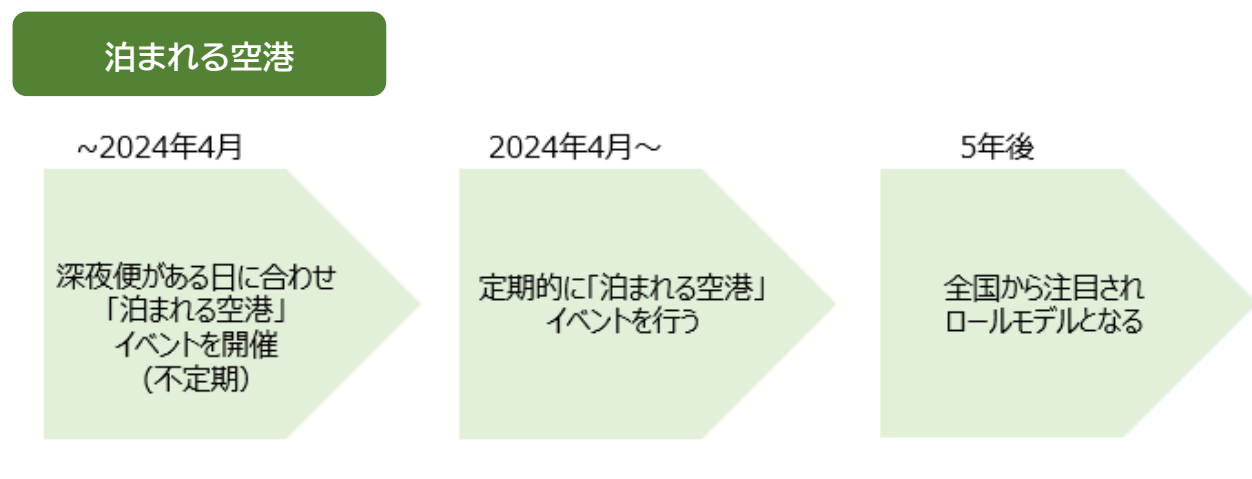 泊まれる空港
~2024年4月
深夜便がある日に合わせ
「泊まれる空港」
イベントを開催
(不定期)
2024年4月～
定期的に「泊まれる空港」
イベントを行う
5年後
全国から注目され
ロールモデルとなる